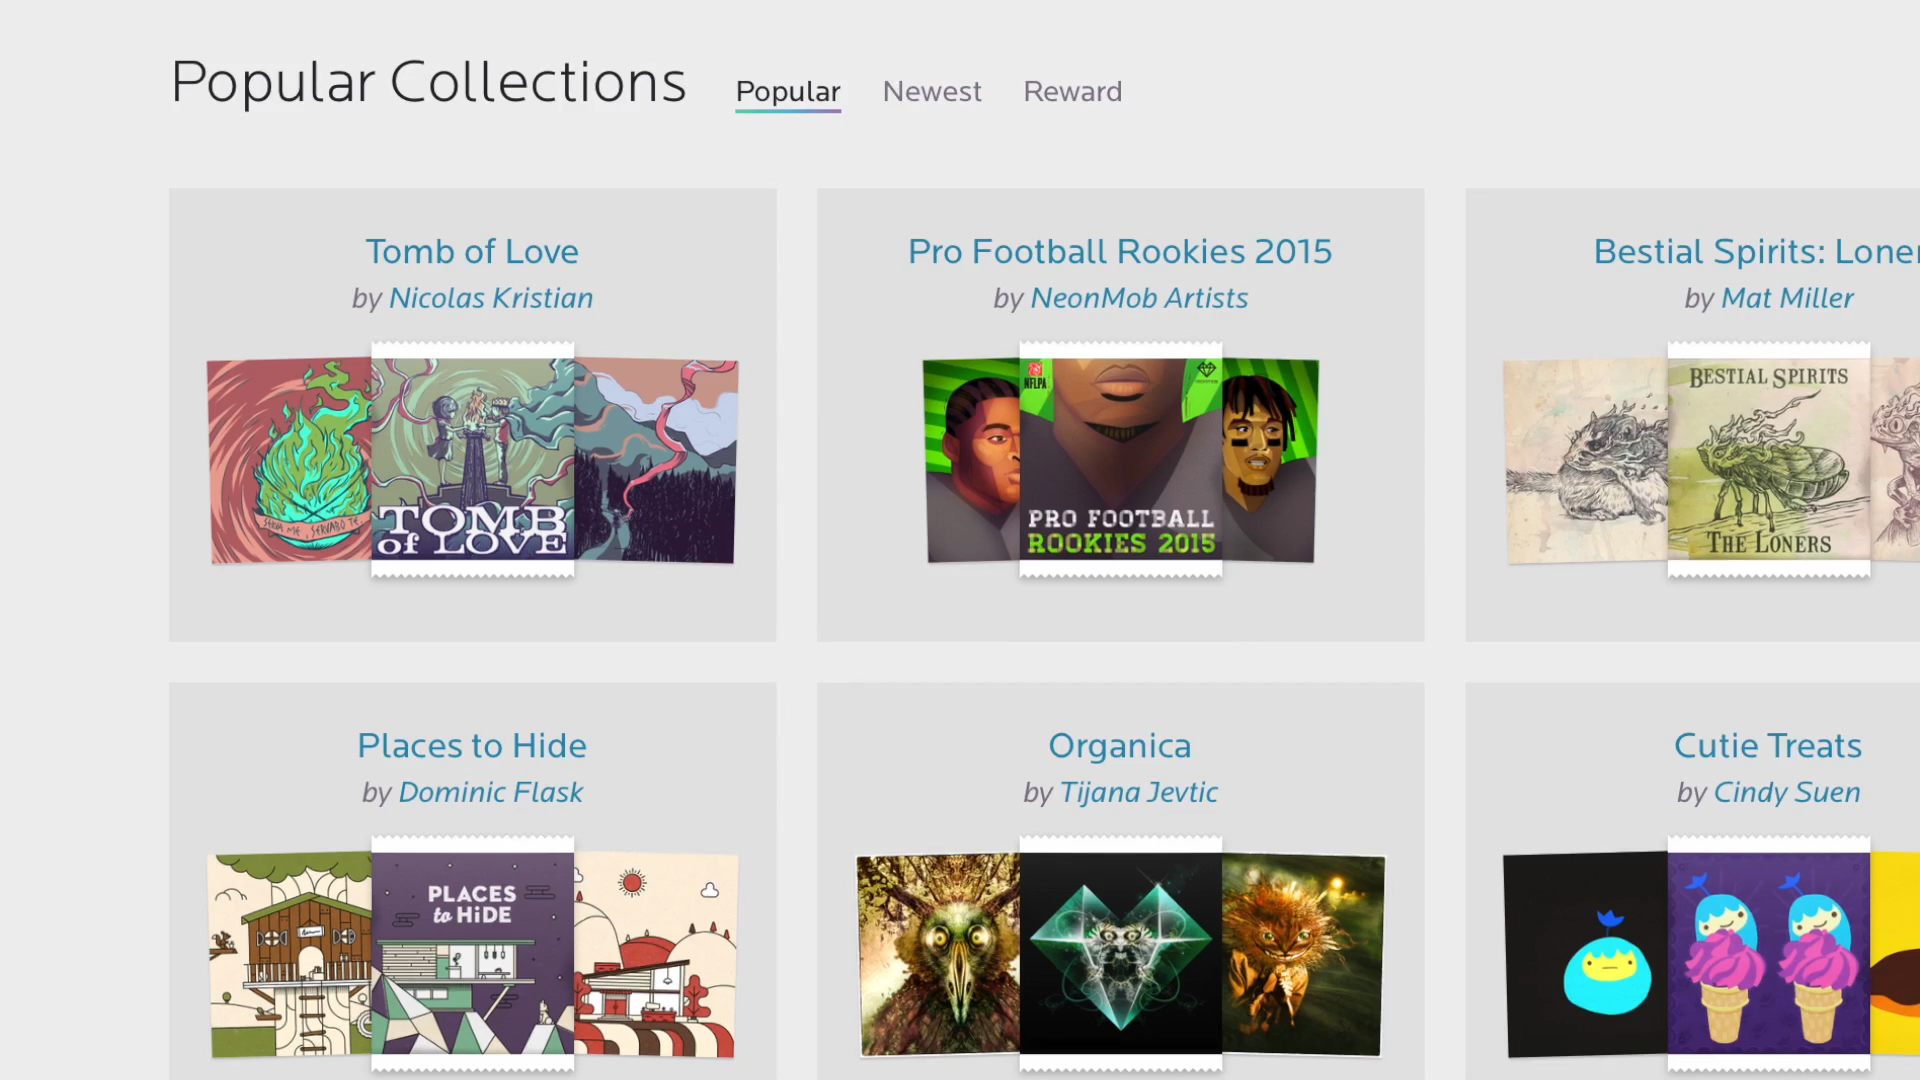 Popular Collections
Popular
Newest
Reward
Tomb of Love
by Nicolas Kristian
TOMB
of LOVE
Pro Football Rookies 2015
by NeonMob Artists
NFLPA
PRO FOOTBALL
ROOKIES 2015
Bestial Spirits: Loner
by Mat Miller
BESTIAL SPIRITS
THE LONERS
Places to Hide
by Dominic Flask
PLACES
to HiDE
Organica
by Tijana Jevtic
Cutie Treats
by Cindy Suen